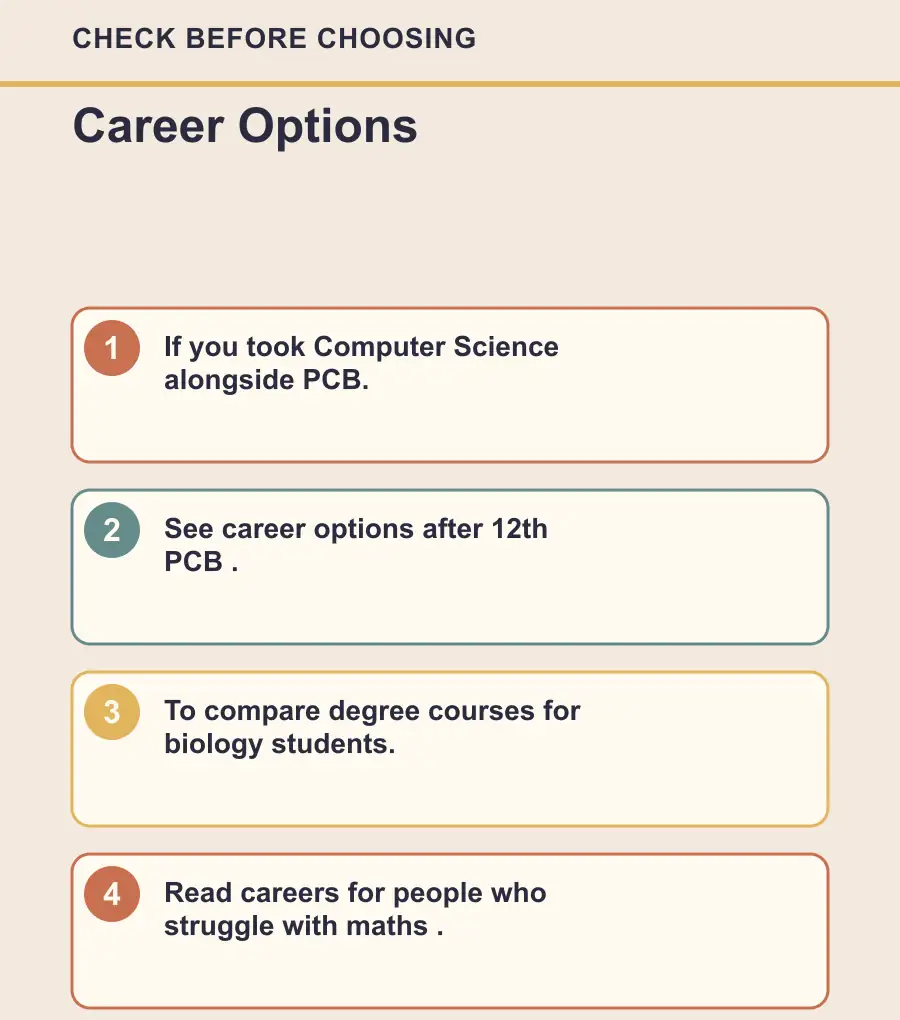 CHECK BEFORE CHOOSING
Career Options
1
If you took Computer Science
alongside PCB.
2
See career options after 12th
PCB .
3
To compare degree courses for
biology students.
4
Read careers for people who
struggle with maths .